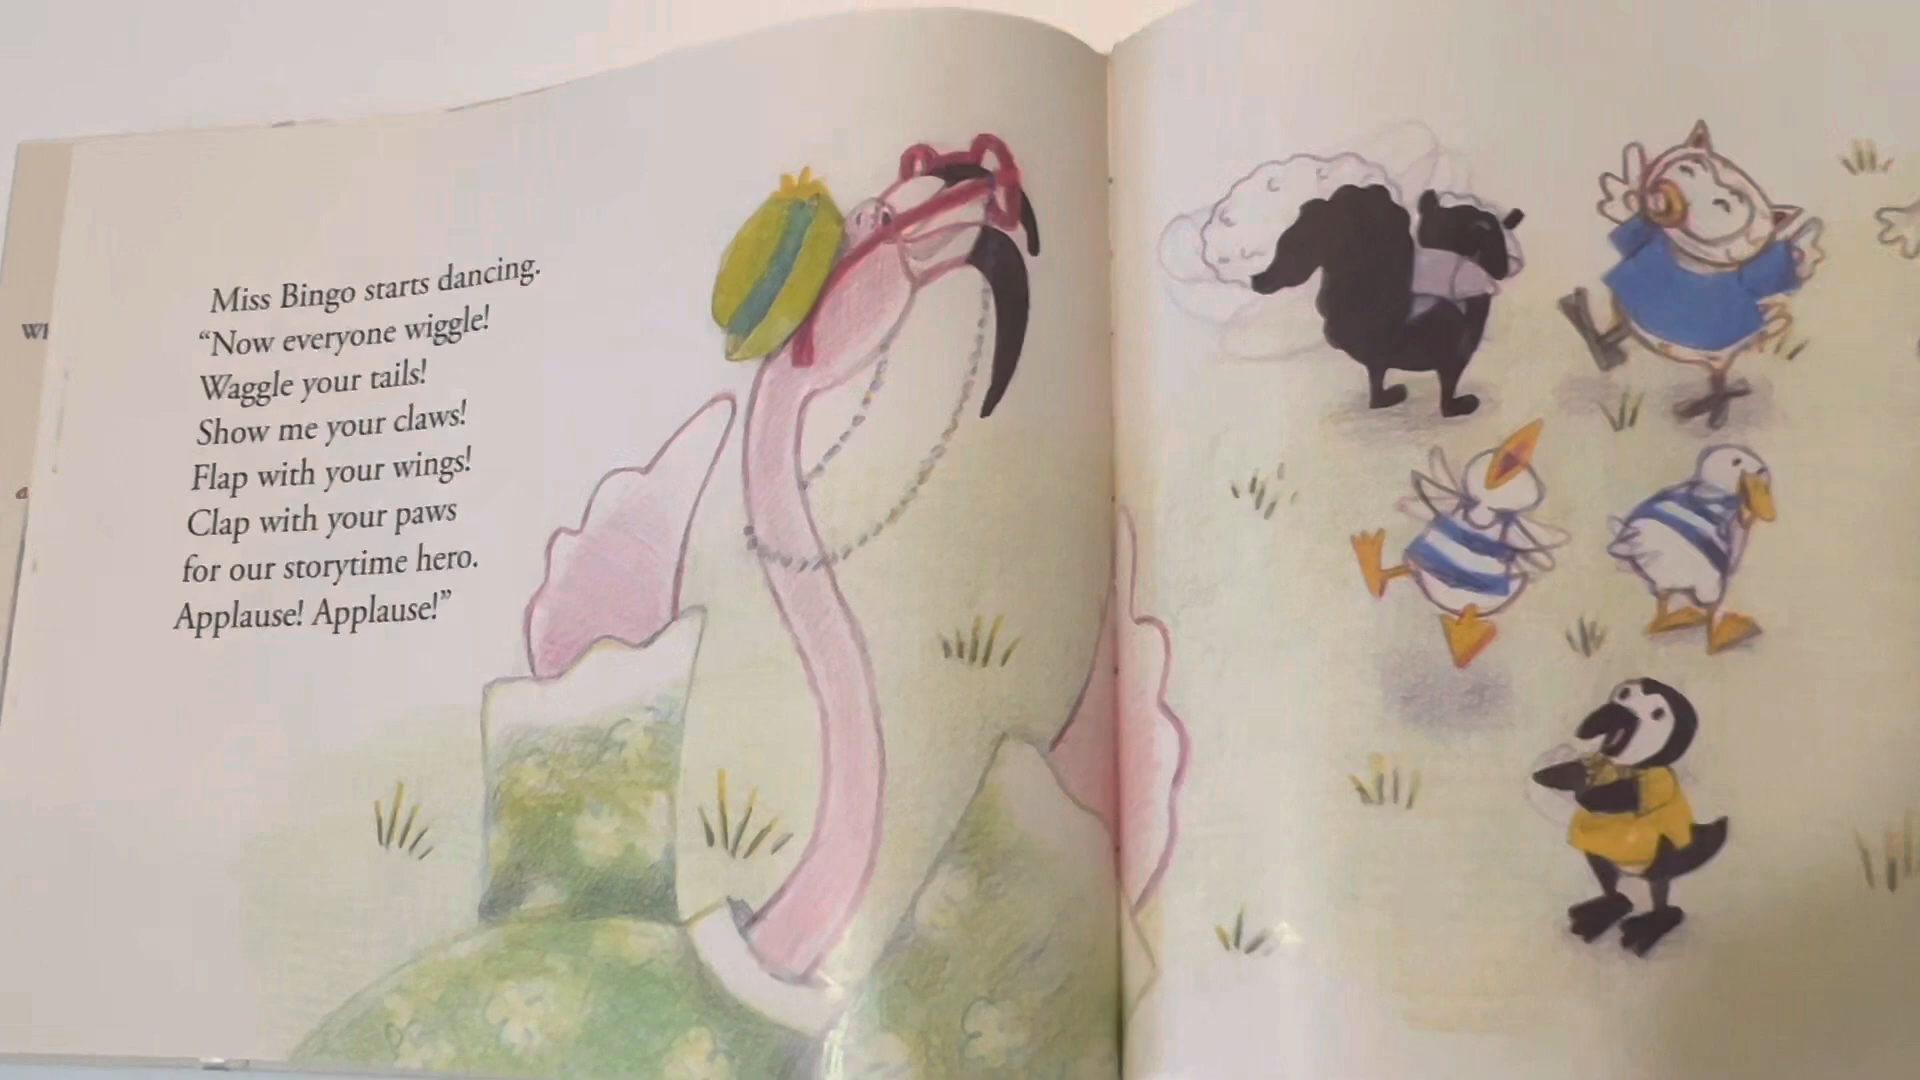 Miss Bingo starts dancing.
“Now everyone wiggle!
Waggle your tails!
Show me your claws!
Flap with your wings!
Clap with your paws
for our storytime hero.
Applause! Applause!”